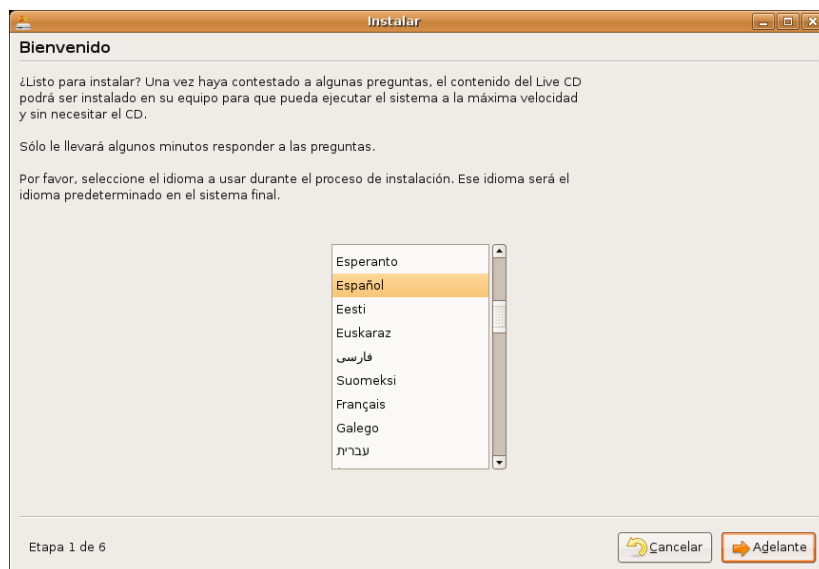 Instalar
Bienvenido
¿Listo para instalar? Una vez haya contestado a algunas preguntas, el contenido del Live CD
podrá ser instalado en su equipo para que pueda ejecutar el sistema a la máxima velocidad
y sin necesitar el CD.
Sólo le llevará algunos minutos responder a las preguntas.
Por favor, seleccione el idioma a usar durante el proceso de instalación. Ese idioma será el
idioma predeterminado en el sistema final.
Esperanto
Español
Eesti
Euskaraz
فارسی
Suomeksi
Français
Galego
עברית
Etapa 1 de 6
Cancelar
Adelante